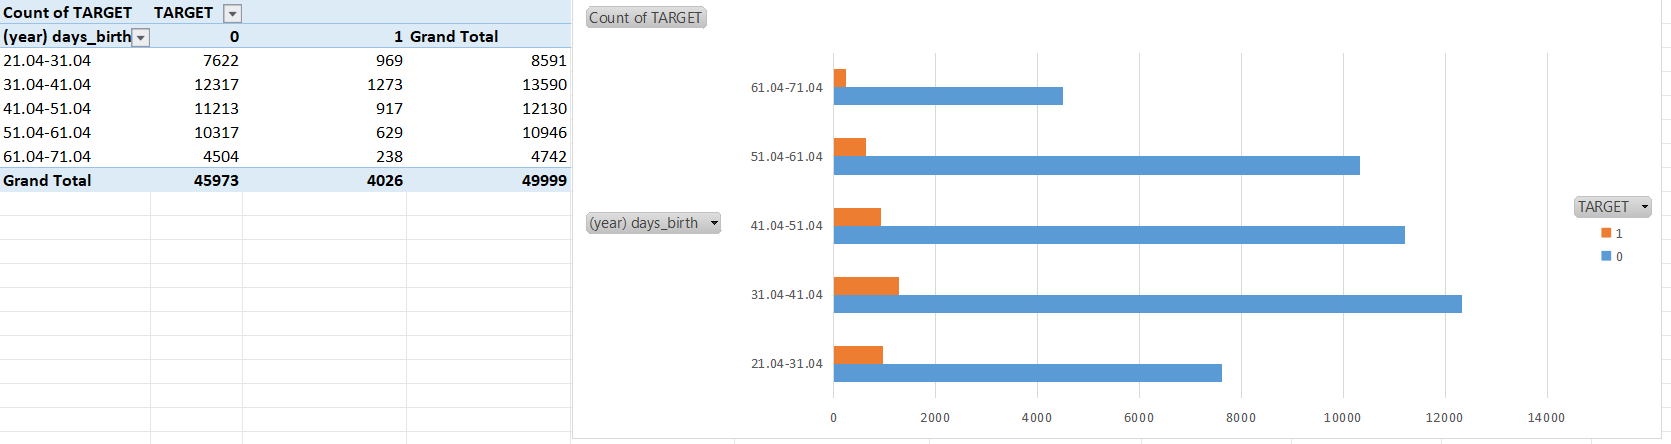 Count of TARGET TARGET
(year) days_birth 0 1 Grand Total
21.04-31.04 7622 969 8591
31.04-41.04 12317 1273 13590
41.04-51.04 11213 917 12130
51.04-61.04 10317 629 10946
61.04-71.04 4504 238 4742
Grand Total 45973 4026 49999
Count of TARGET
(year) days_birth
61.04-71.04
51.04-61.04
41.04-51.04
31.04-41.04
21.04-31.04
0 2000 4000 6000 8000 10000 12000 14000
TARGET
1
0